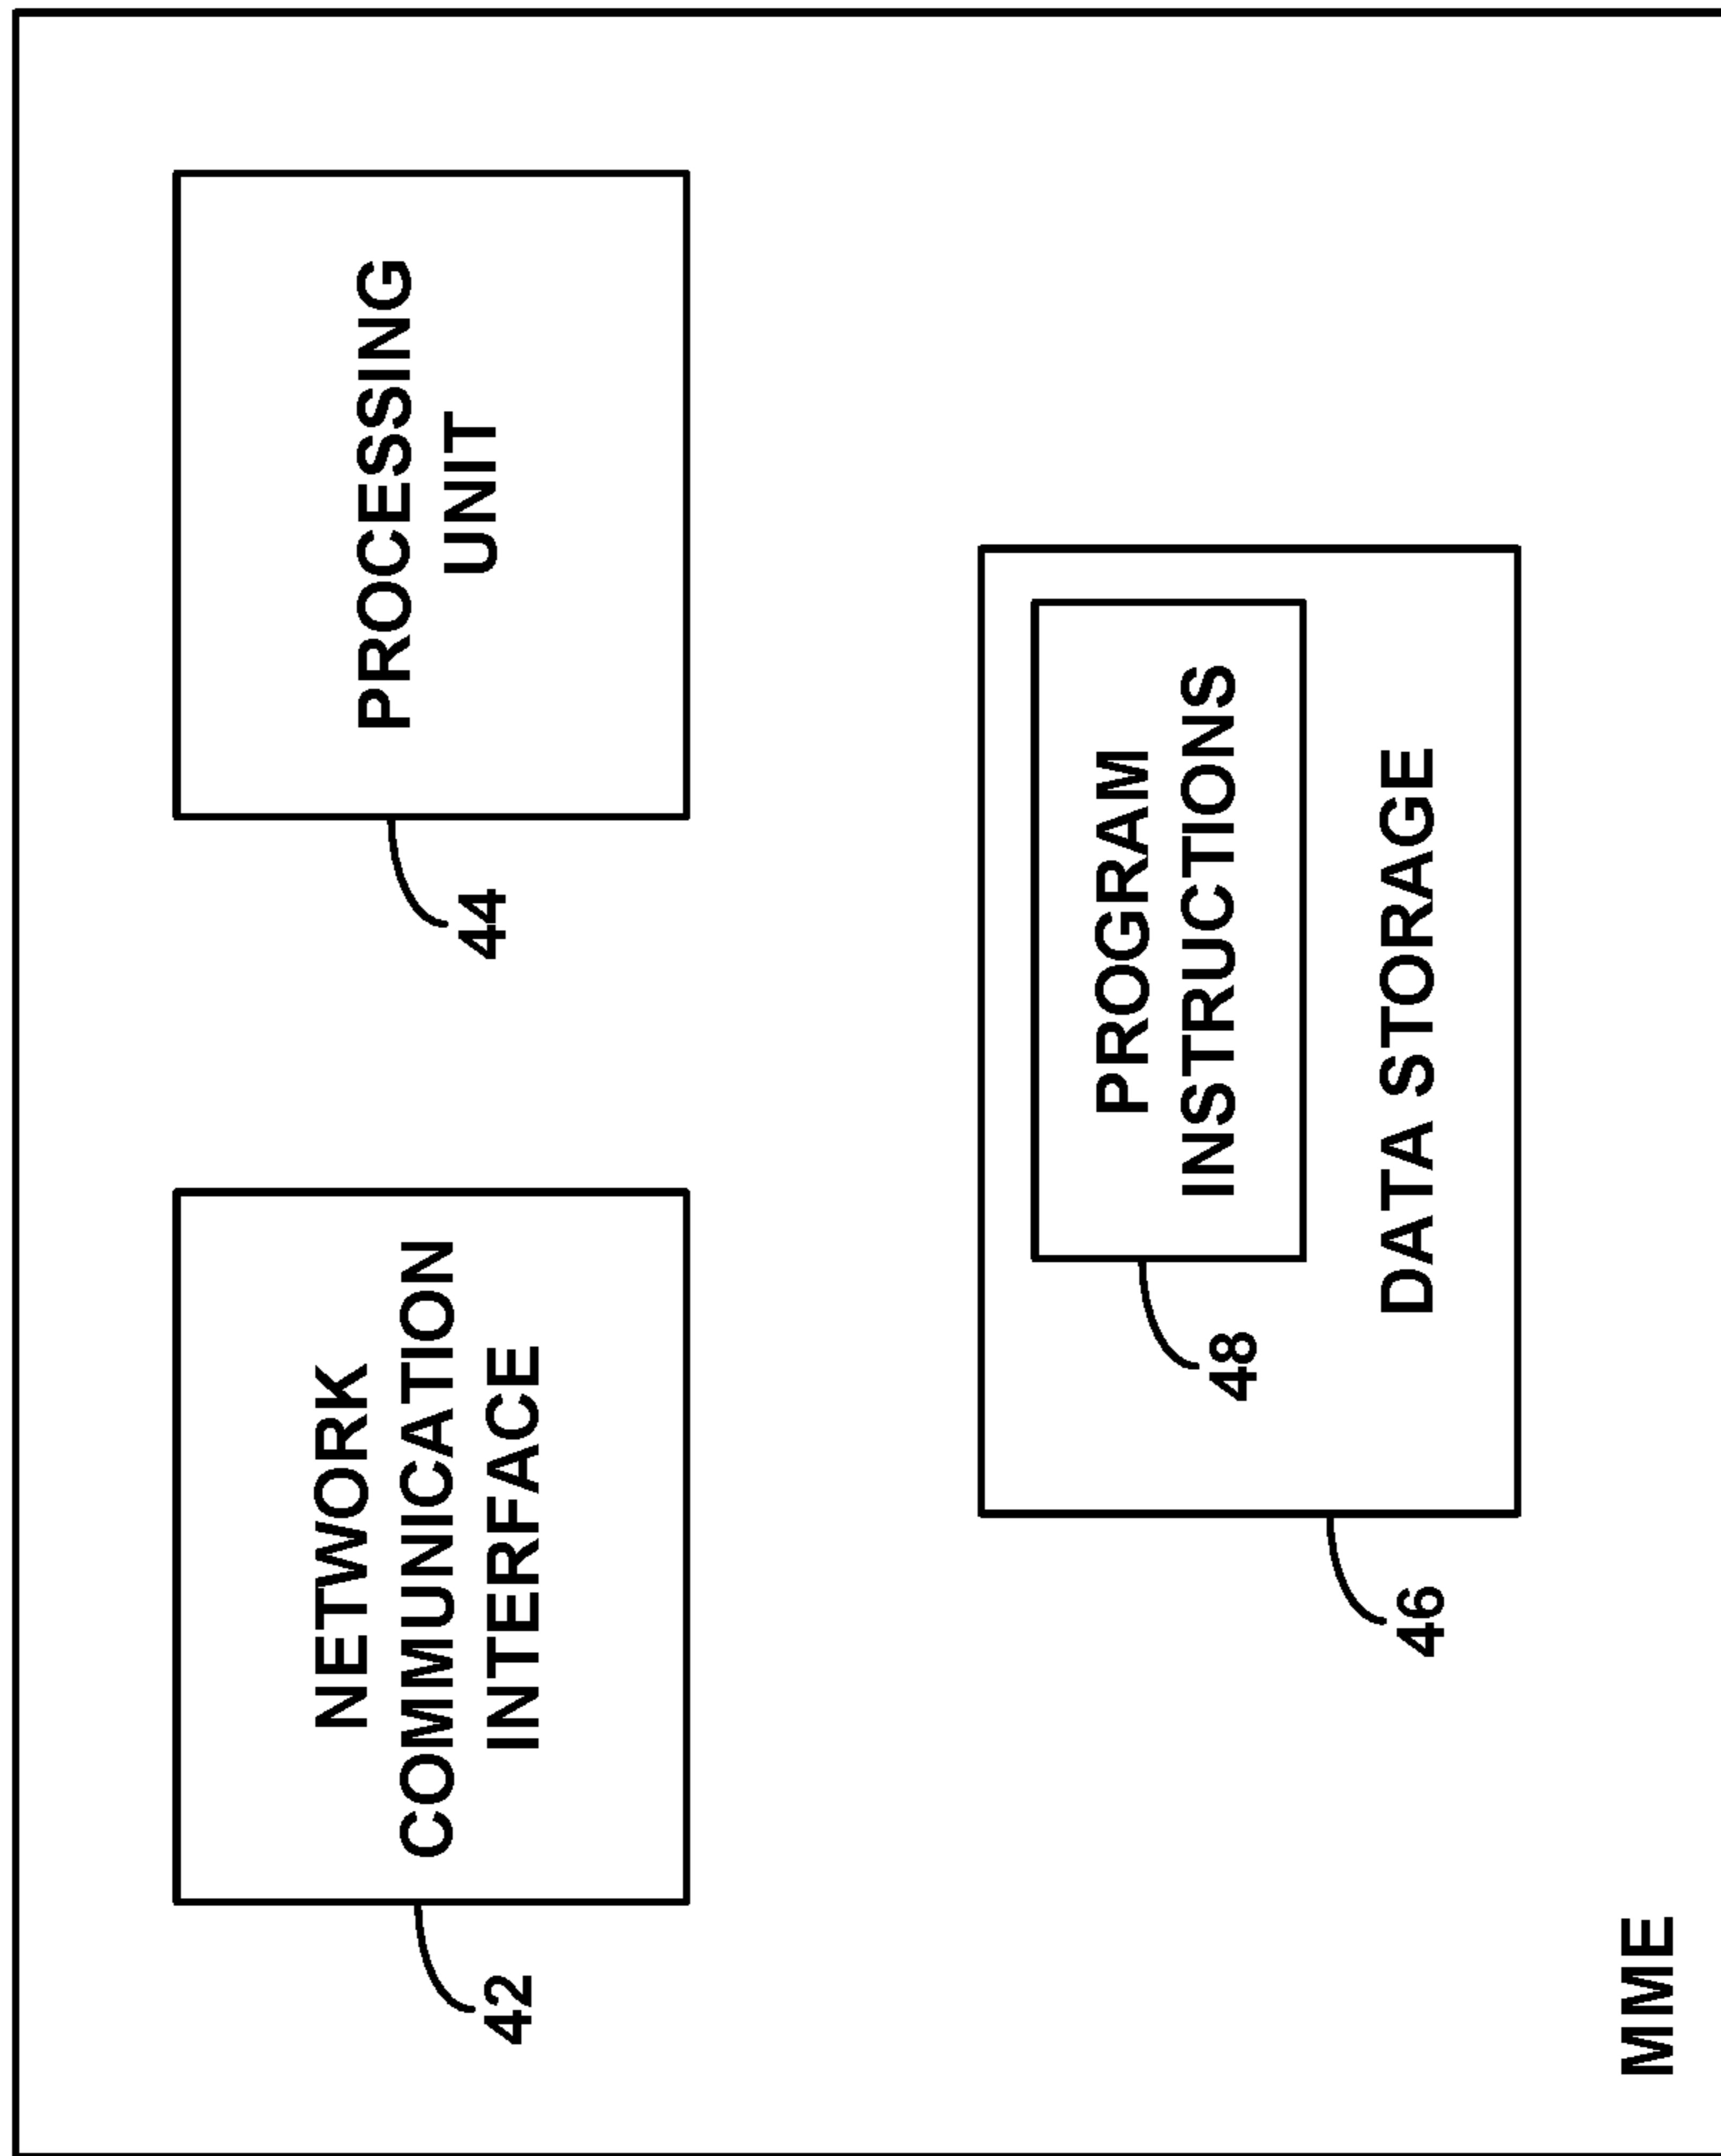 NETWORK
COMMUNICATION
INTERFACE
42
PROCESSING
UNIT
44
PROGRAM
INSTRUCTIONS
48
DATA STORAGE
46
MME